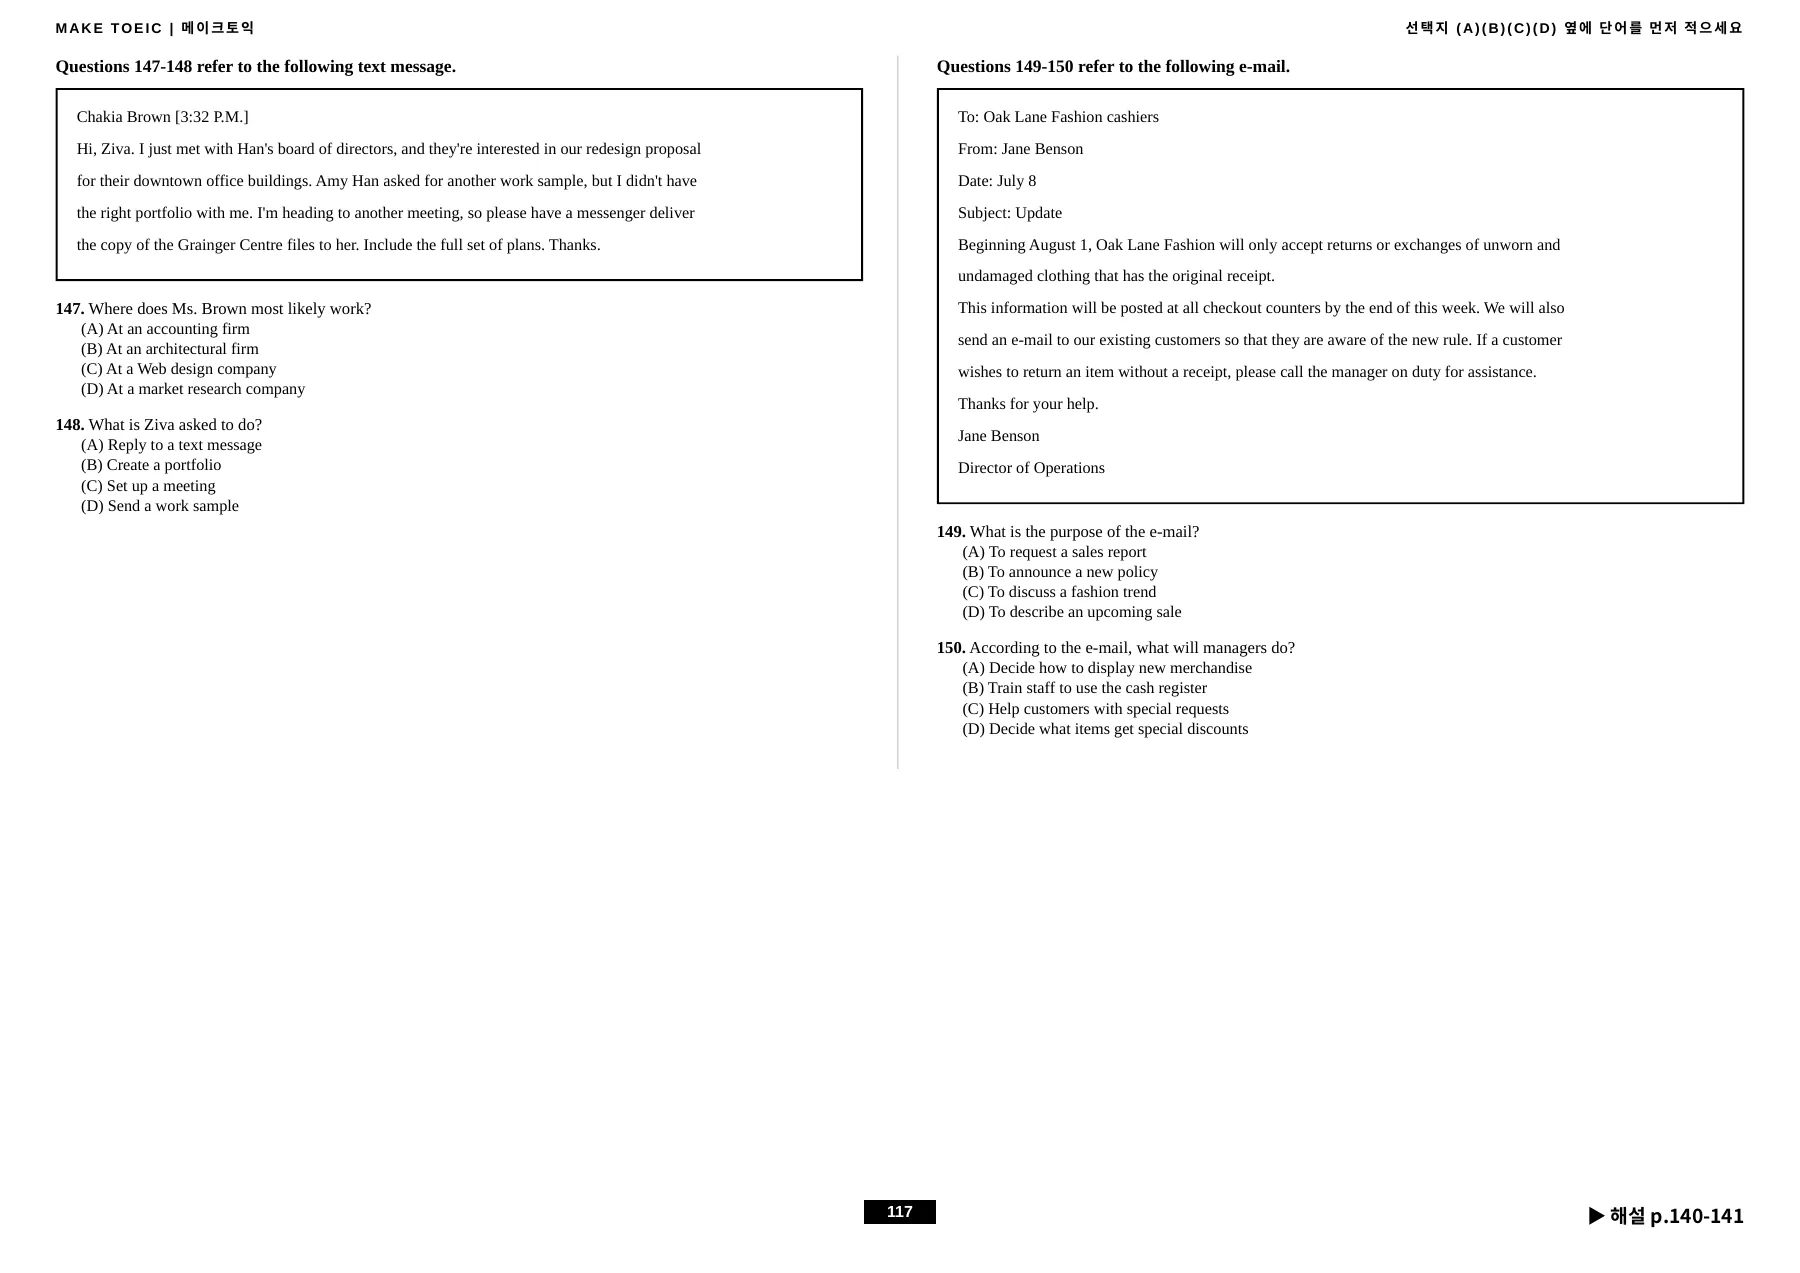 MAKE TOEIC | 메이크토익
선택지 (A)(B)(C)(D) 옆에 단어를 먼저 적으세요
Questions 147-148 refer to the following text message.
Chakia Brown [3:32 P.M.]
Hi, Ziva. I just met with Han's board of directors, and they're interested in our redesign proposal
for their downtown office buildings. Amy Han asked for another work sample, but I didn't have
the right portfolio with me. I'm heading to another meeting, so please have a messenger deliver
the copy of the Grainger Centre files to her. Include the full set of plans. Thanks.
147. Where does Ms. Brown most likely work?
(A) At an accounting firm
(B) At an architectural firm
(C) At a Web design company
(D) At a market research company
148. What is Ziva asked to do?
(A) Reply to a text message
(B) Create a portfolio
(C) Set up a meeting
(D) Send a work sample
Questions 149-150 refer to the following e-mail.
To: Oak Lane Fashion cashiers
From: Jane Benson
Date: July 8
Subject: Update
Beginning August 1, Oak Lane Fashion will only accept returns or exchanges of unworn and
undamaged clothing that has the original receipt.
This information will be posted at all checkout counters by the end of this week. We will also
send an e-mail to our existing customers so that they are aware of the new rule. If a customer
wishes to return an item without a receipt, please call the manager on duty for assistance.
Thanks for your help.
Jane Benson
Director of Operations
149. What is the purpose of the e-mail?
(A) To request a sales report
(B) To announce a new policy
(C) To discuss a fashion trend
(D) To describe an upcoming sale
150. According to the e-mail, what will managers do?
(A) Decide how to display new merchandise
(B) Train staff to use the cash register
(C) Help customers with special requests
(D) Decide what items get special discounts
117
▶ 해설 p.140-141